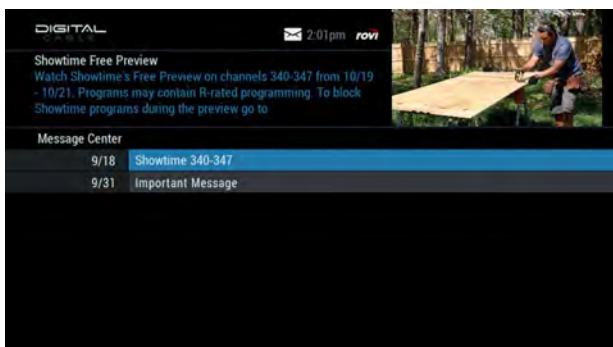 DIGITAL
CABLE
2:01pm rovi
Showtime Free Preview
Watch Showtime's Free Preview on channels 340-347 from 10/19
- 10/21. Programs may contain R-rated programming. To block
Showtime programs during the preview go to
Message Center
9/18 Showtime 340-347
9/31 Important Message